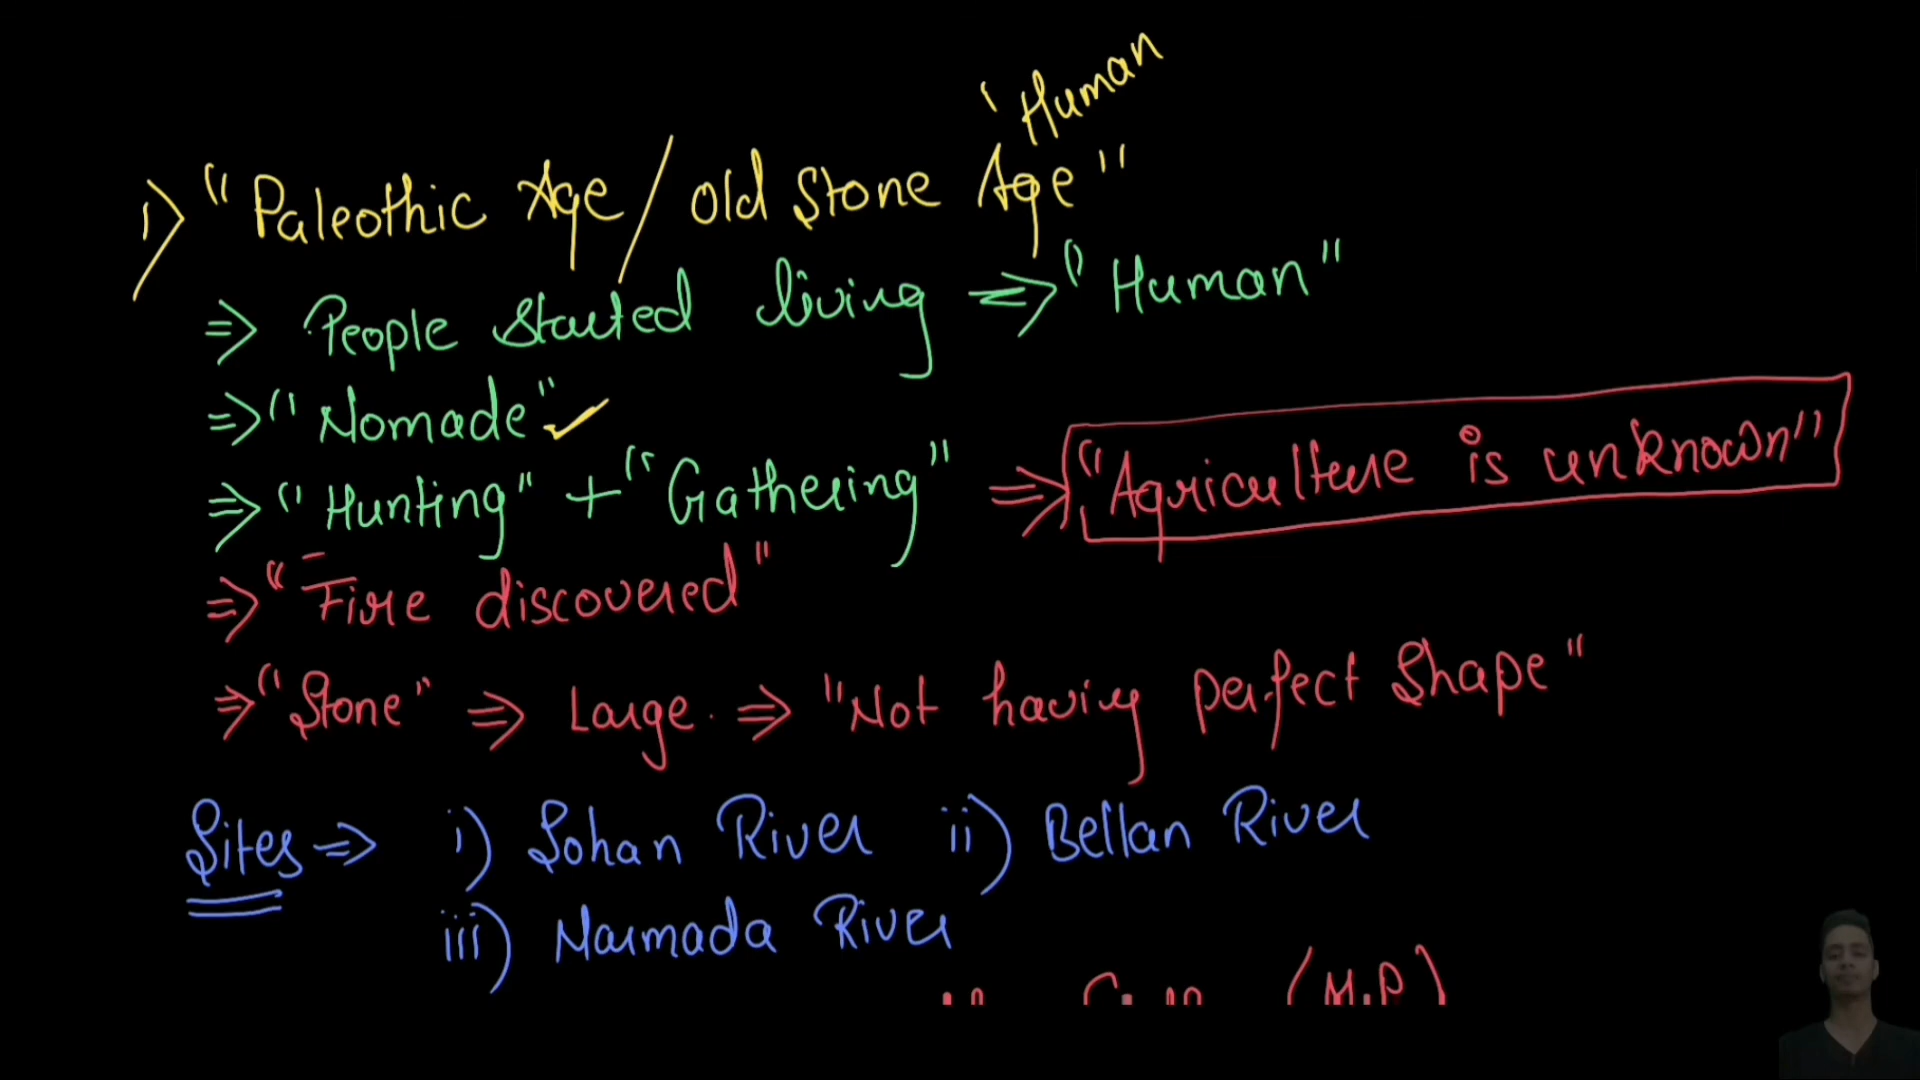 'Human
1) "Paleothic Age/Old Stone Age"
⇒ People started living ⇒ "Human"
⇒ "Nomade" ✓
⇒ "Hunting" + "Gathering" ⇒ "Agriculture is unknown"
⇒ "Fire discovered"
⇒ "Stone" ⇒ Large. ⇒ "Not having perfect Shape"
Sites ⇒ i) Sohan River ii) Bellan River
iii) Narmada River
(M.P)